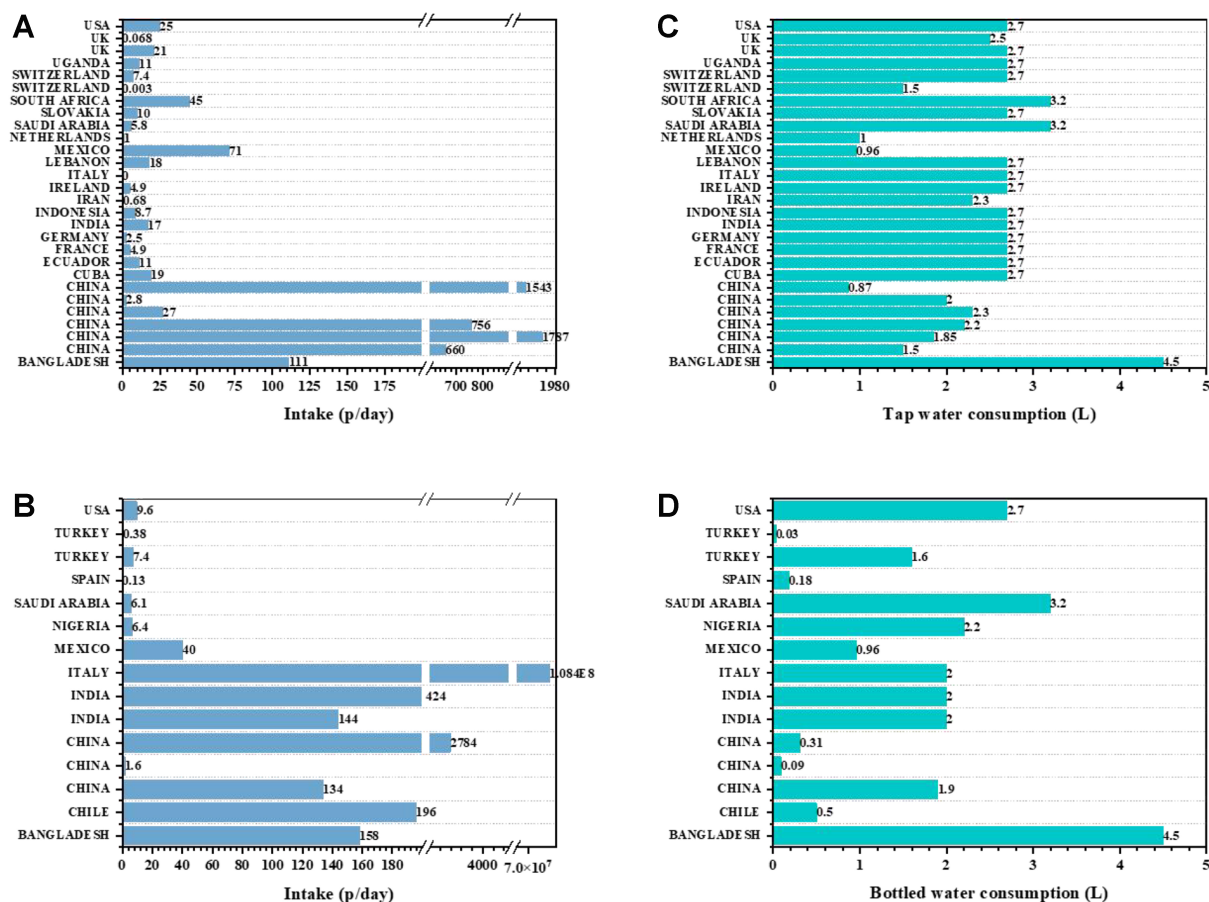 A
USA 25
UK 0.068
UK 21
UGANDA 11
SWITZERLAND 7.4
SWITZERLAND 0.003
SOUTH AFRICA 45
SLOVAKIA 10
SAUDI ARABIA 5.8
NETHERLANDS 1
MEXICO 71
LEBANON 18
ITALY 0
IRELAND 4.9
IRAN 0.68
INDONESIA 8.7
INDIA 17
GERMANY 2.5
FRANCE 4.9
ECUADOR 11
CUBA 19
CHINA 1543
CHINA 2.8
CHINA 27
CHINA 756
CHINA 1787
CHINA 660
BANGLADESH 111
0 25 50 75 100 125 150 175 700 800 1980
Intake (p/day)
C
USA 2.7
UK 2.5
UK 2.7
UGANDA 2.7
SWITZERLAND 2.7
SWITZERLAND 1.5
SOUTH AFRICA 3.2
SLOVAKIA 2.7
SAUDI ARABIA 3.2
NETHERLANDS 1
MEXICO 0.96
LEBANON 2.7
ITALY 2.7
IRELAND 2.7
IRAN 2.3
INDONESIA 2.7
INDIA 2.7
GERMANY 2.7
FRANCE 2.7
ECUADOR 2.7
CUBA 2.7
CHINA 0.87
CHINA 2
CHINA 2.3
CHINA 2.2
CHINA 1.85
CHINA 1.5
BANGLADESH 4.5
0 1 2 3 4 5
Tap water consumption (L)
B
USA 9.6
TURKEY 0.38
TURKEY 7.4
SPAIN 0.13
SAUDI ARABIA 6.1
NIGERIA 6.4
MEXICO 40
ITALY 1.084E8
INDIA 424
INDIA 144
CHINA 2784
CHINA 1.6
CHINA 134
CHILE 196
BANGLADESH 158
0 20 40 60 80 100 120 140 160 180 4000 7.0×10⁷
Intake (p/day)
D
USA 2.7
TURKEY 0.03
TURKEY 1.6
SPAIN 0.18
SAUDI ARABIA 3.2
NIGERIA 2.2
MEXICO 0.96
ITALY 2
INDIA 2
INDIA 2
CHINA 0.31
CHINA 0.09
CHINA 1.9
CHILE 0.5
BANGLADESH 4.5
0 1 2 3 4 5
Bottled water consumption (L)